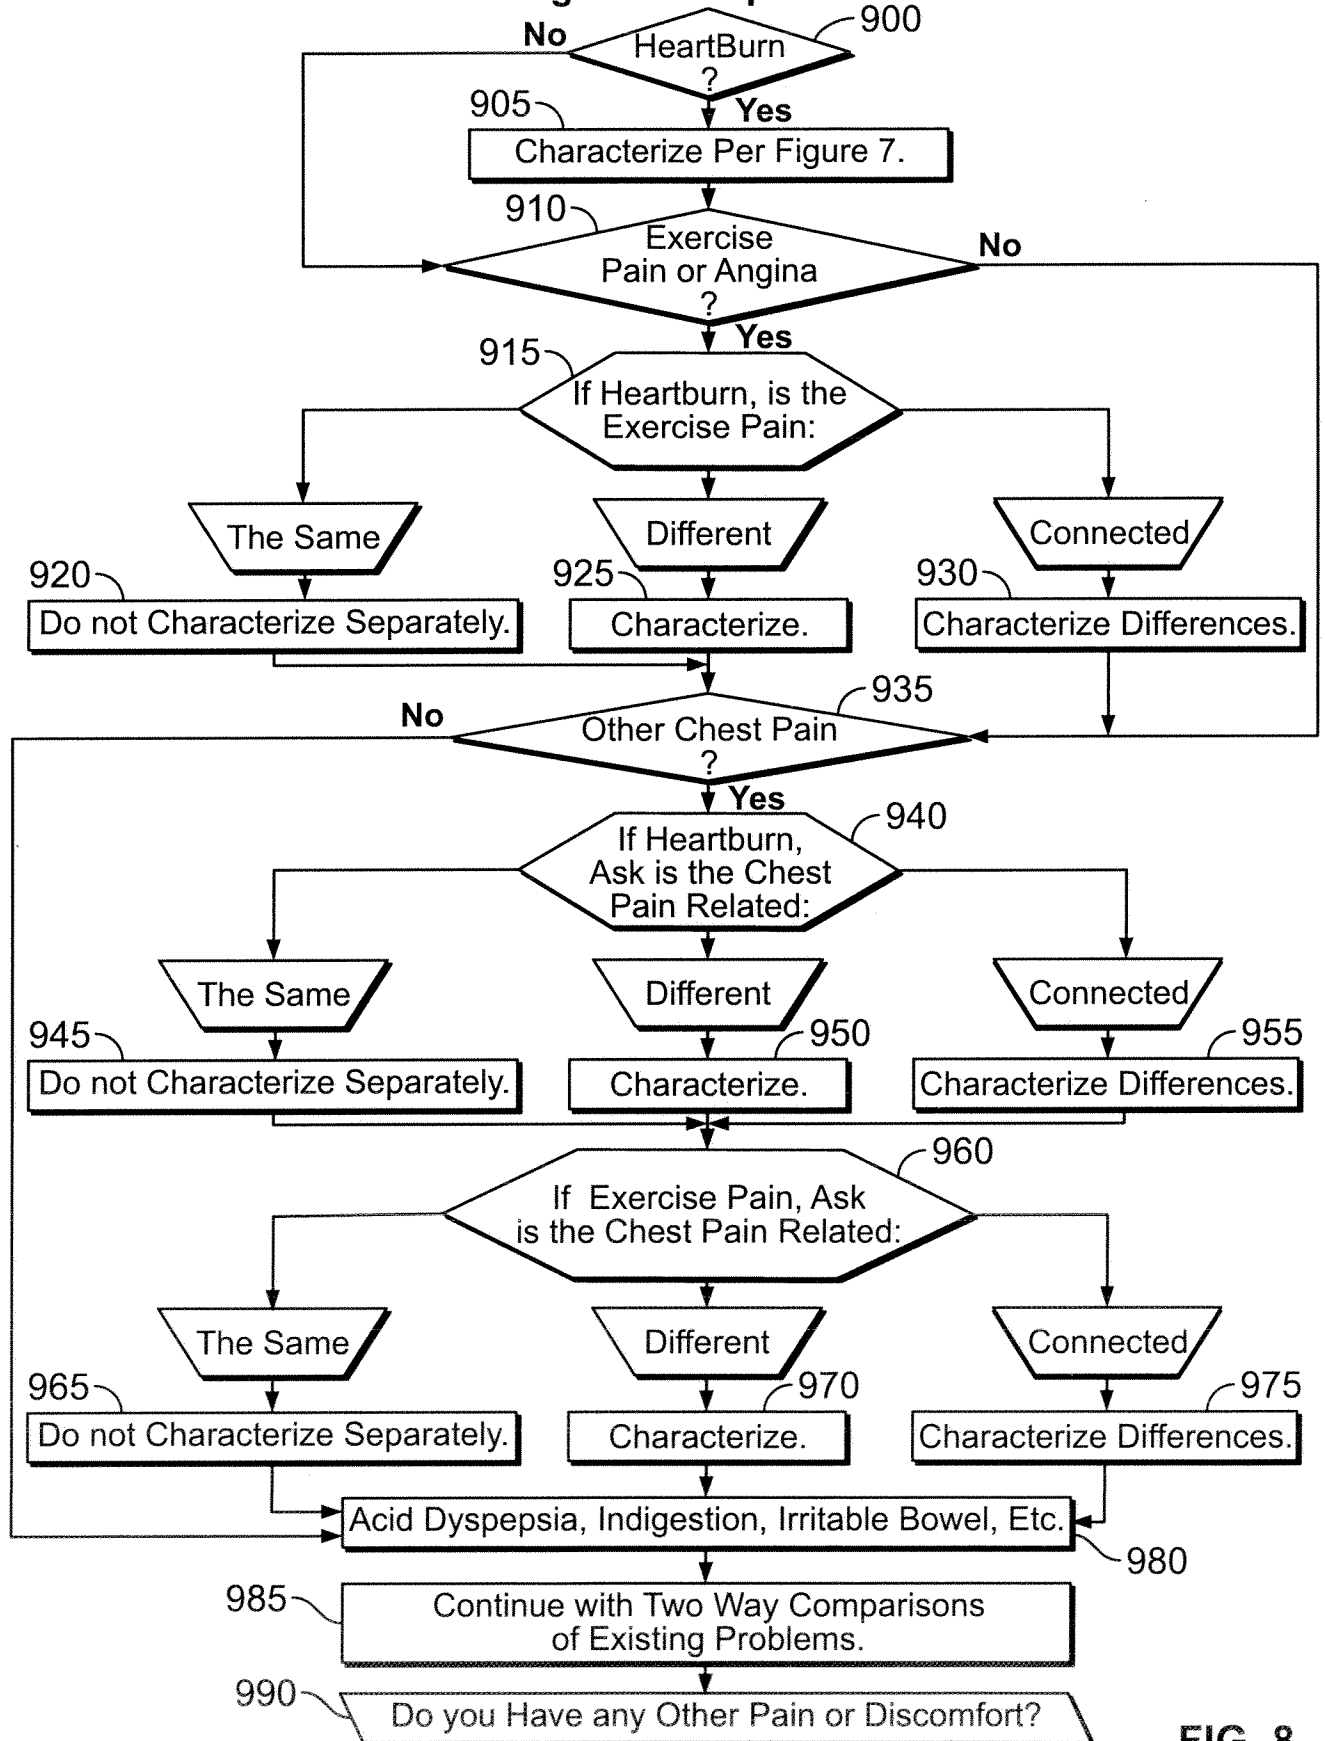 900
No
HeartBurn
?
905
Yes
Characterize Per Figure 7.
910
Exercise
Pain or Angina
?
No
Yes
915
If Heartburn, is the
Exercise Pain:
The Same
Different
Connected
920
925
930
Do not Characterize Separately.
Characterize.
Characterize Differences.
935
No
Other Chest Pain
?
Yes
940
If Heartburn,
Ask is the Chest
Pain Related:
The Same
Different
Connected
945
950
955
Do not Characterize Separately.
Characterize.
Characterize Differences.
960
If Exercise Pain, Ask
is the Chest Pain Related:
The Same
Different
Connected
965
970
975
Do not Characterize Separately.
Characterize.
Characterize Differences.
Acid Dyspepsia, Indigestion, Irritable Bowel, Etc.
980
985
Continue with Two Way Comparisons
of Existing Problems.
990
Do you Have any Other Pain or Discomfort?
FIG. 8